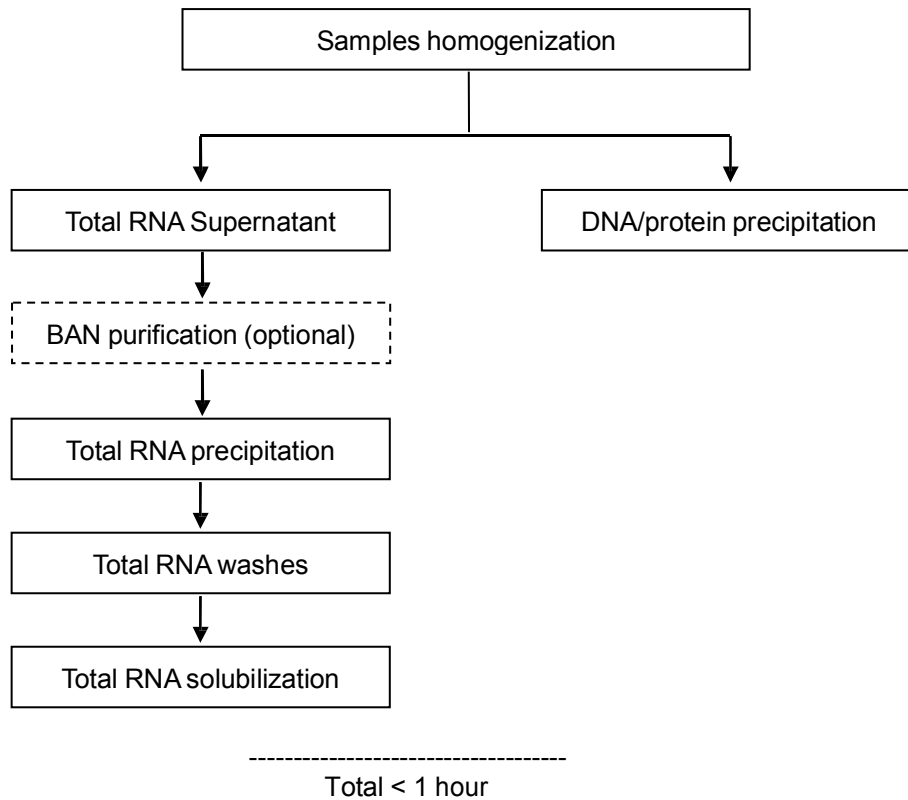 Samples homogenization
Total RNA Supernatant
DNA/protein precipitation
BAN purification (optional)
Total RNA precipitation
Total RNA washes
Total RNA solubilization
-----------------------------------
Total < 1 hour